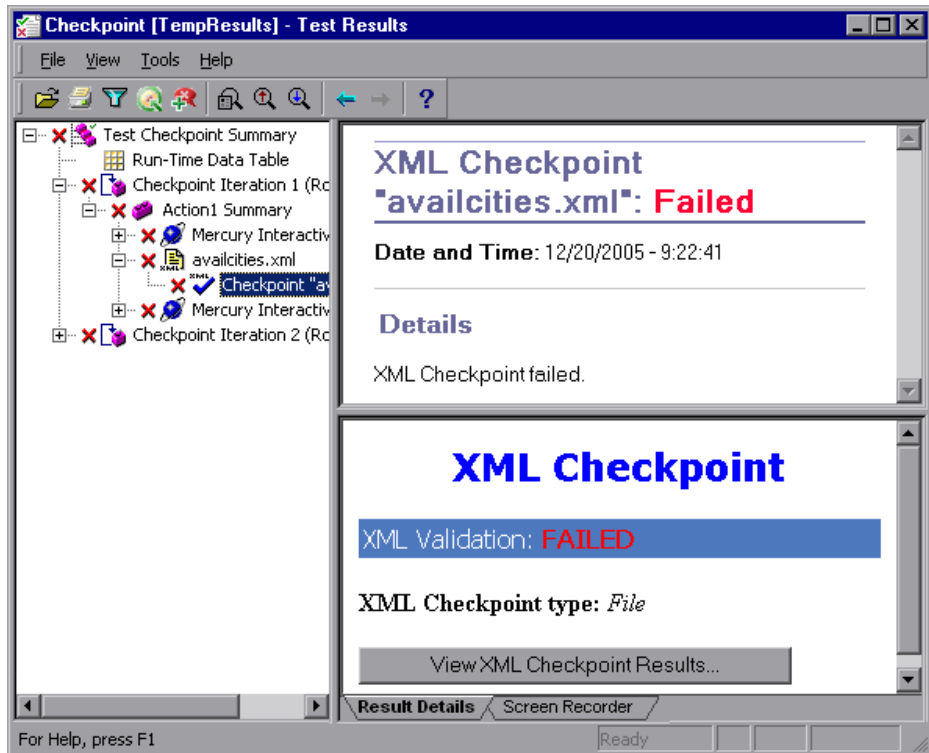 Checkpoint [TempResults] - Test Results
File View Tools Help
?
Test Checkpoint Summary
Run-Time Data Table
Checkpoint Iteration 1 (Ro
Action1 Summary
Mercury Interactiv
XML
availcities.xml
XML
Checkpoint "av
Mercury Interactiv
Checkpoint Iteration 2 (Ro
XML Checkpoint
"availcities.xml": Failed
Date and Time: 12/20/2005 - 9:22:41
Details
XML Checkpoint failed.
XML Checkpoint
XML Validation: FAILED
XML Checkpoint type: File
View XML Checkpoint Results...
Result Details Screen Recorder
For Help, press F1 Ready